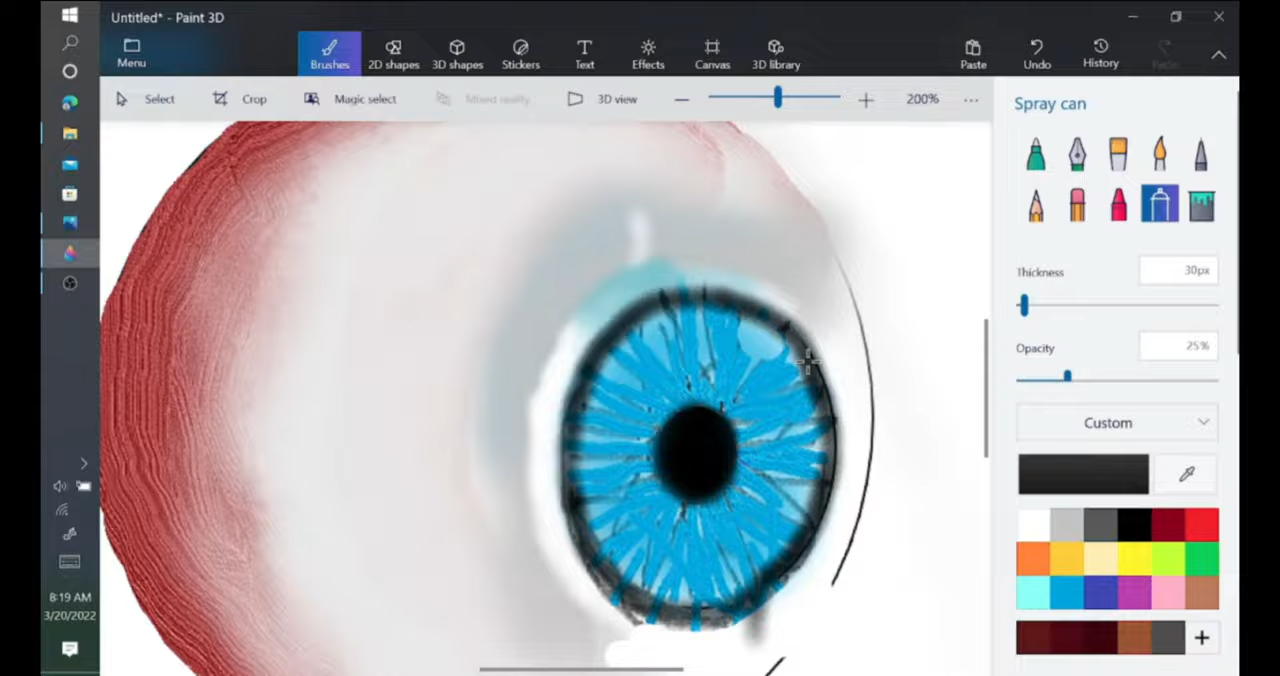 Untitled* - Paint 3D
Menu
Brushes
2D shapes
3D shapes
Stickers
Text
Effects
Canvas
3D library
Paste
Undo
History
Select
Crop
Magic select
Mixed reality
3D view
200%
Spray can
Thickness
30px
Opacity
25%
Custom
8:19 AM
3/20/2022